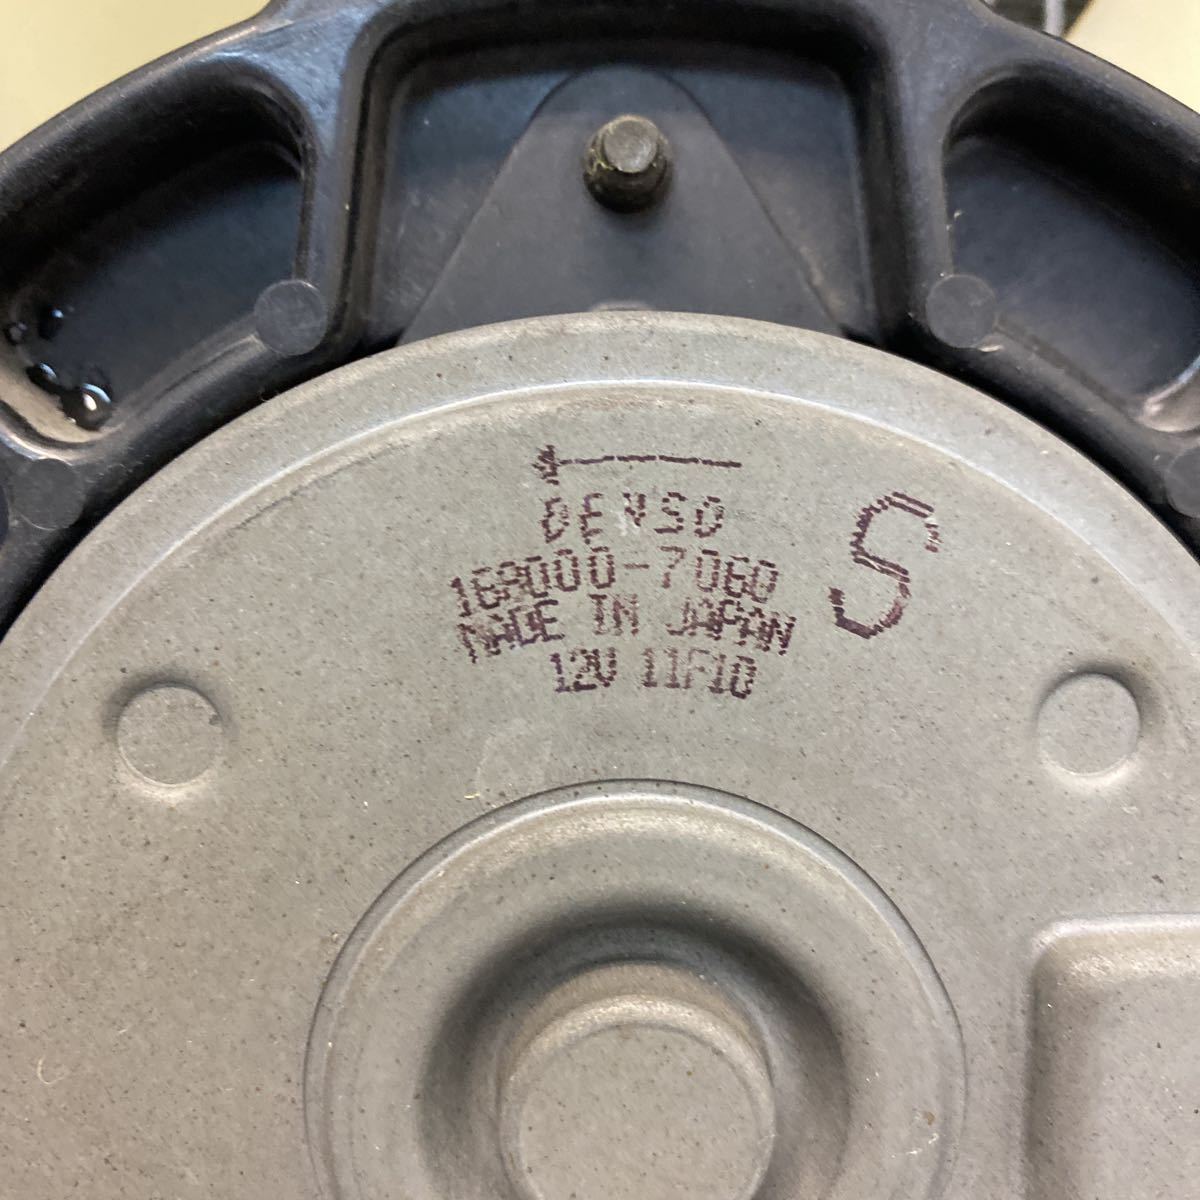 DENSO
168000-7060
MADE IN JAPAN
12V 11F10
S